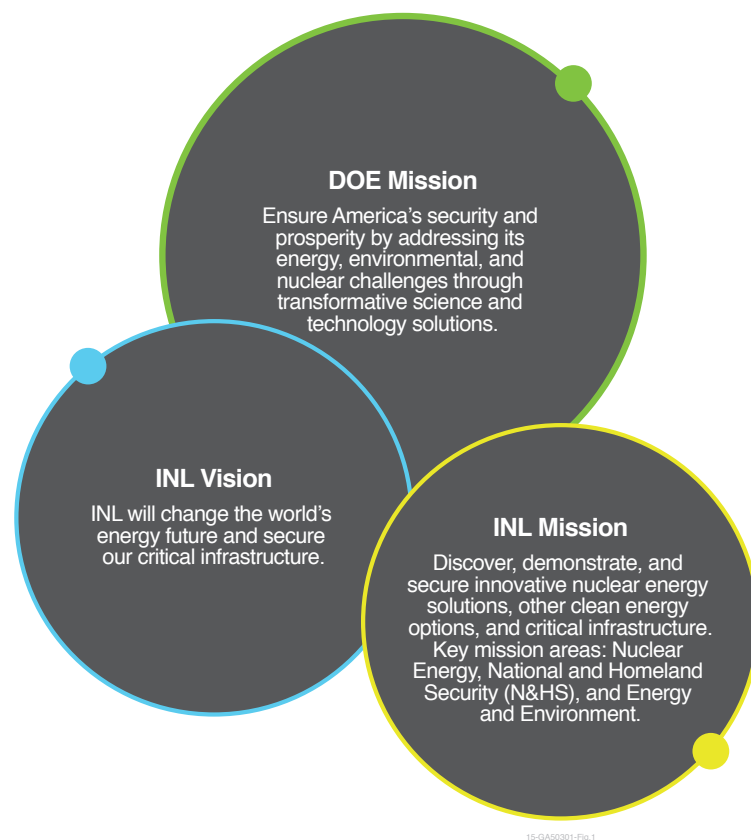 DOE Mission
Ensure America’s security and
prosperity by addressing its
energy, environmental, and
nuclear challenges through
transformative science and
technology solutions.
INL Vision
INL will change the world’s
energy future and secure
our critical infrastructure.
INL Mission
Discover, demonstrate, and
secure innovative nuclear energy
solutions, other clean energy
options, and critical infrastructure.
Key mission areas: Nuclear
Energy, National and Homeland
Security (N&HS), and Energy
and Environment.
15-GA50301-Fig.1